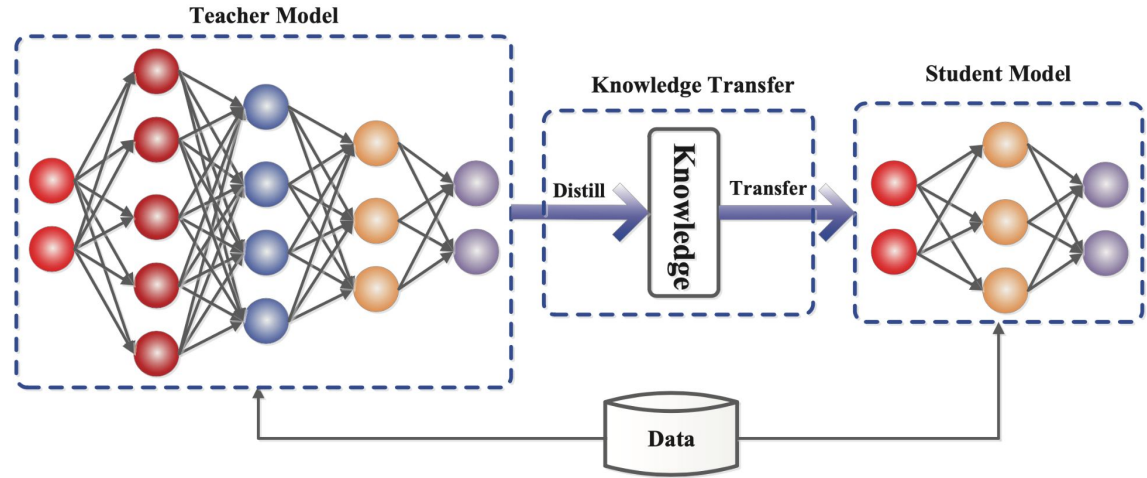 Teacher Model
Knowledge Transfer
Student Model
Distill
Knowledge
Transfer
Data